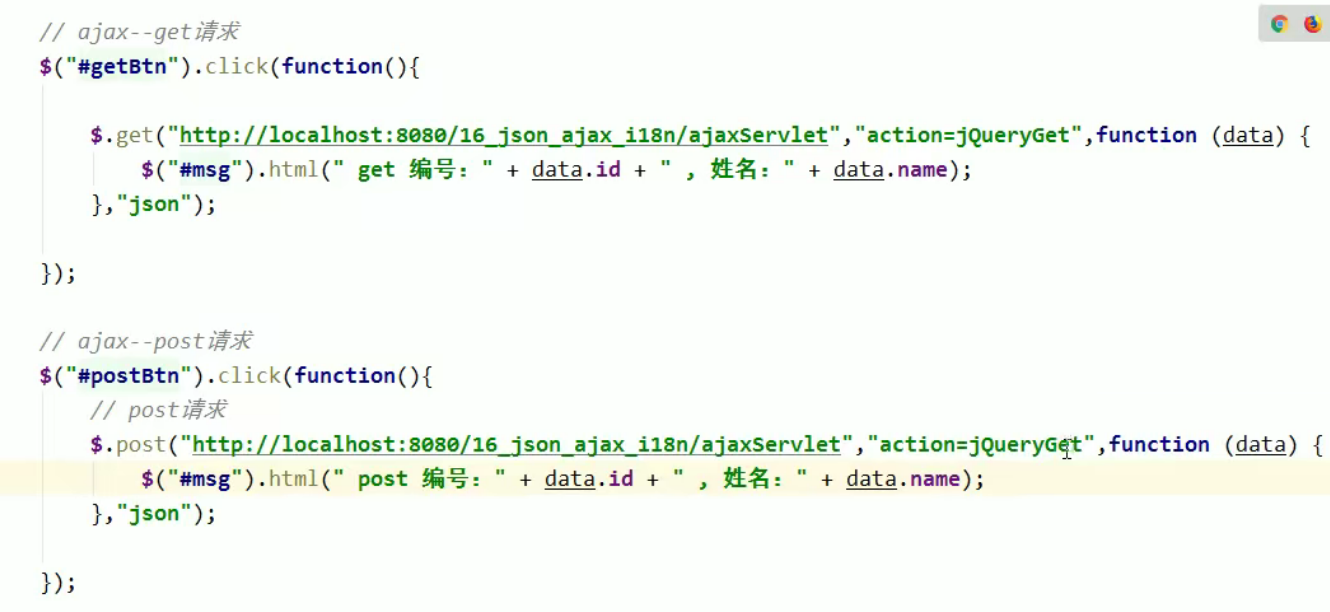 // ajax--get请求
$("#getBtn").click(function(){
$.get("http://localhost:8080/16_json_ajax_i18n/ajaxServlet","action=jQueryGet",function (data) {
$("#msg").html(" get 编号：" + data.id + " , 姓名：" + data.name);
},"json");
});
// ajax--post请求
$("#postBtn").click(function(){
// post请求
$.post("http://localhost:8080/16_json_ajax_i18n/ajaxServlet","action=jQueryGet",function (data) {
$("#msg").html(" post 编号：" + data.id + " , 姓名：" + data.name);
},"json");
});